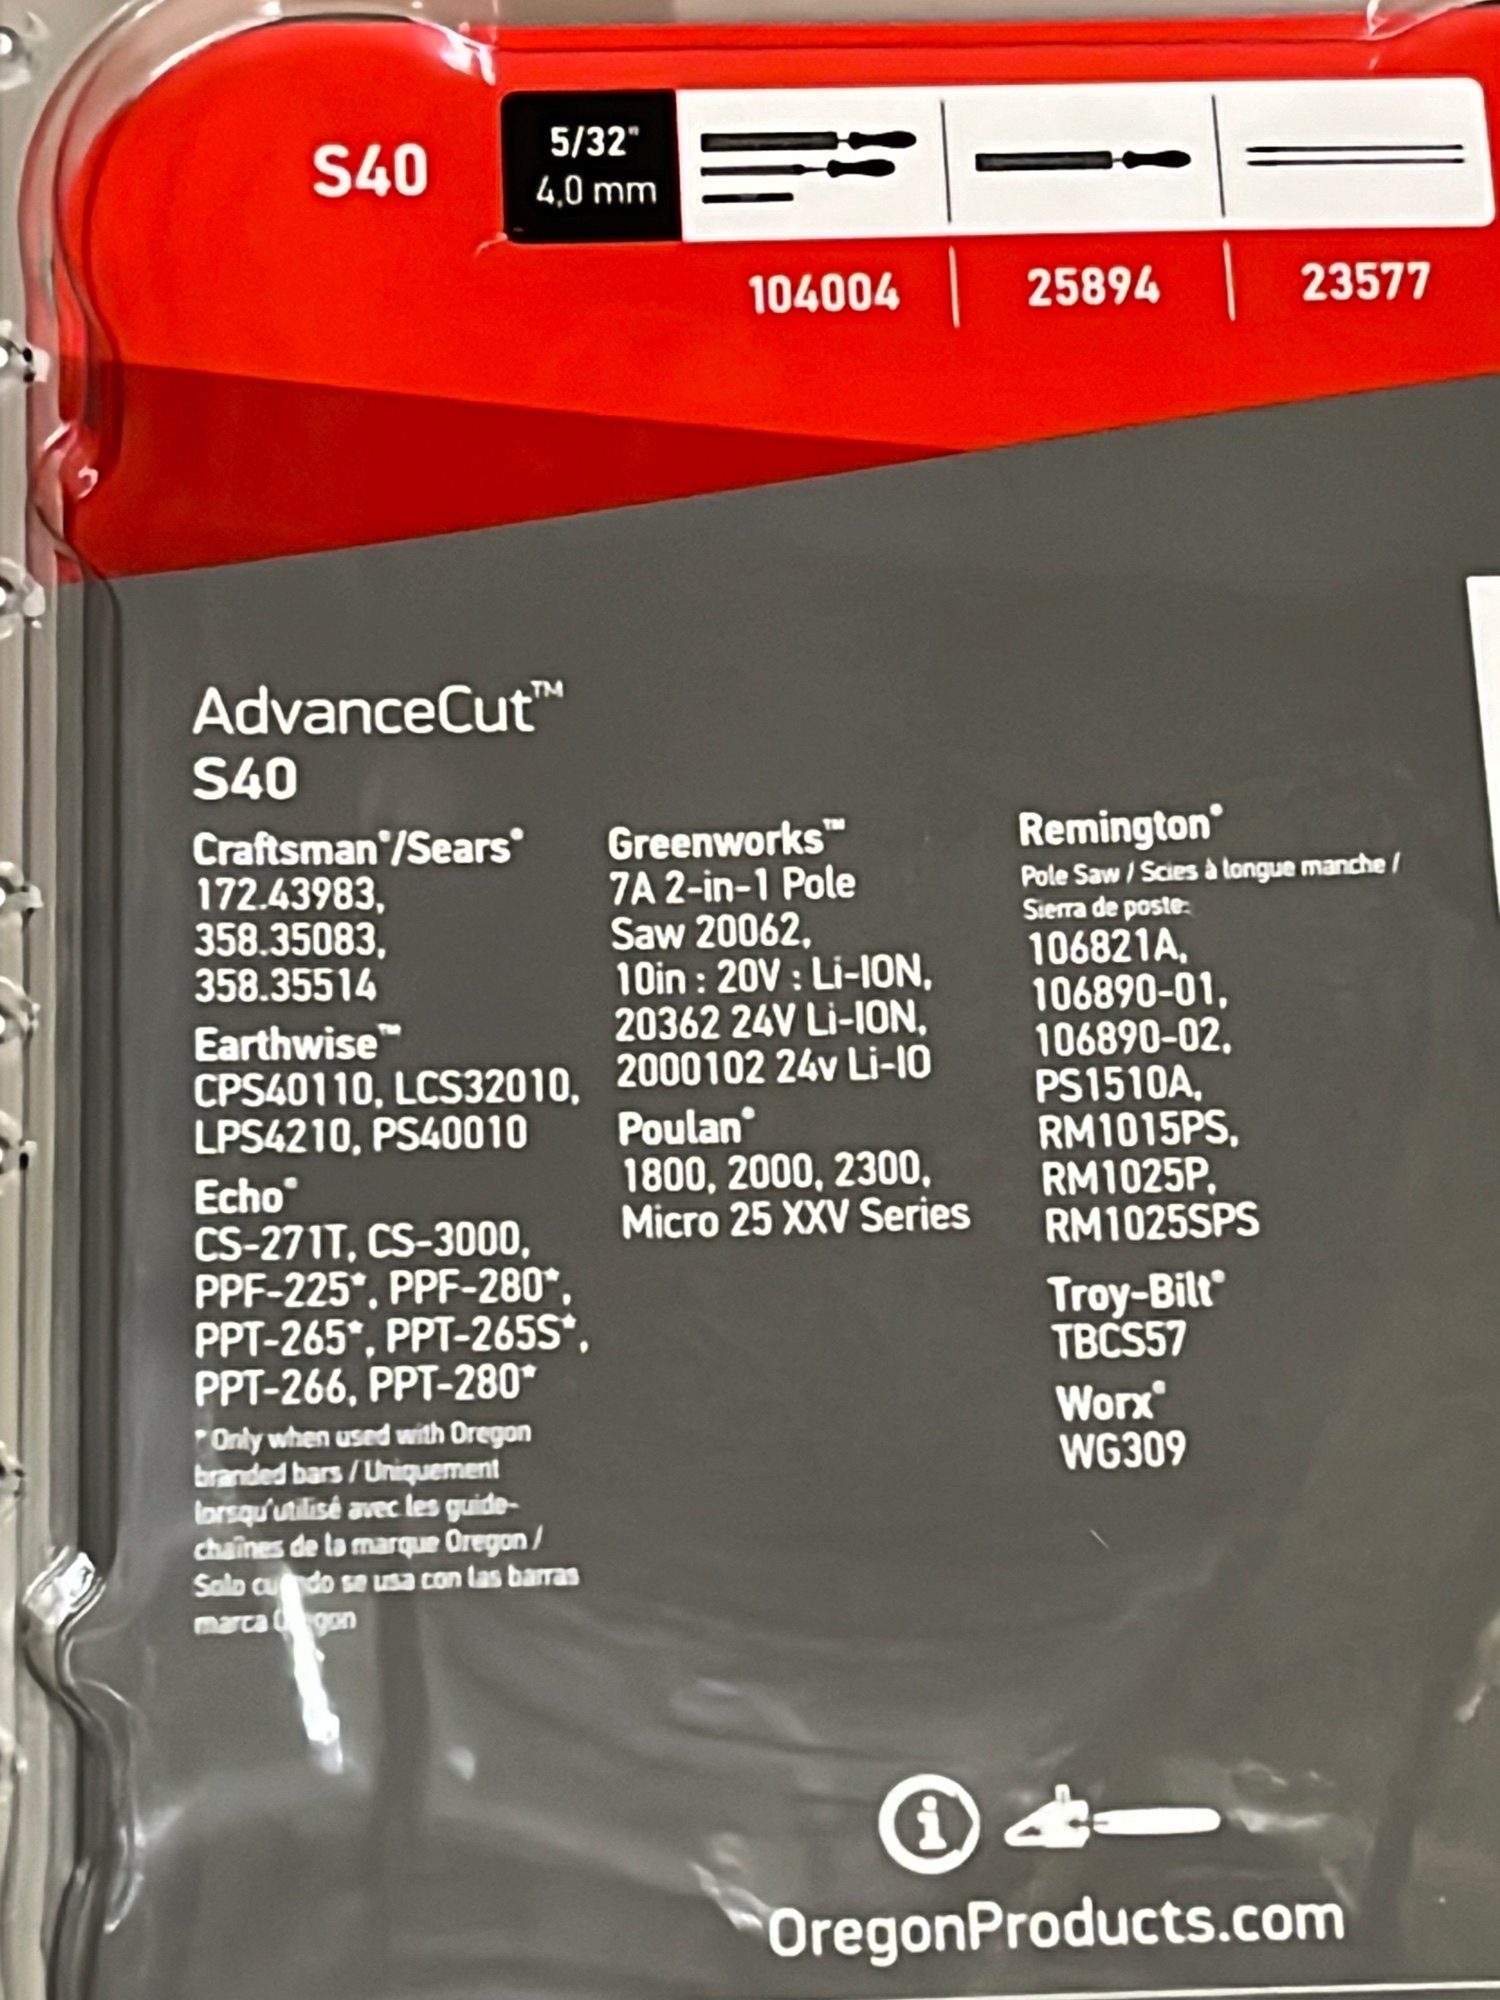 S40
5/32"
4,0 mm
104004 | 25894 | 23577
AdvanceCut™
S40
Craftsman®/Sears®
172.43983,
358.35083,
358.35514
Earthwise™
CPS40110, LCS32010,
LPS4210, PS40010
Echo®
CS-271T, CS-3000,
PPF-225*, PPF-280*,
PPT-265*, PPT-265S*,
PPT-266, PPT-280*
*Only when used with Oregon
branded bars / Uniquement
lorsqu'utilisé avec les guide-
chaînes de la marque Oregon /
Solo cuando se usa con las barras
marca Oregon
Greenworks™
7A 2-in-1 Pole
Saw 20062,
10in : 20V : Li-ION,
20362 24V Li-ION,
2000102 24v Li-IO
Poulan®
1800, 2000, 2300,
Micro 25 XXV Series
Remington®
Pole Saw / Scies à longue manche /
Sierra de poste:
106821A,
106890-01,
106890-02,
PS1510A,
RM1015PS,
RM1025P,
RM1025SPS
Troy-Bilt®
TBCS57
Worx®
WG309
OregonProducts.com